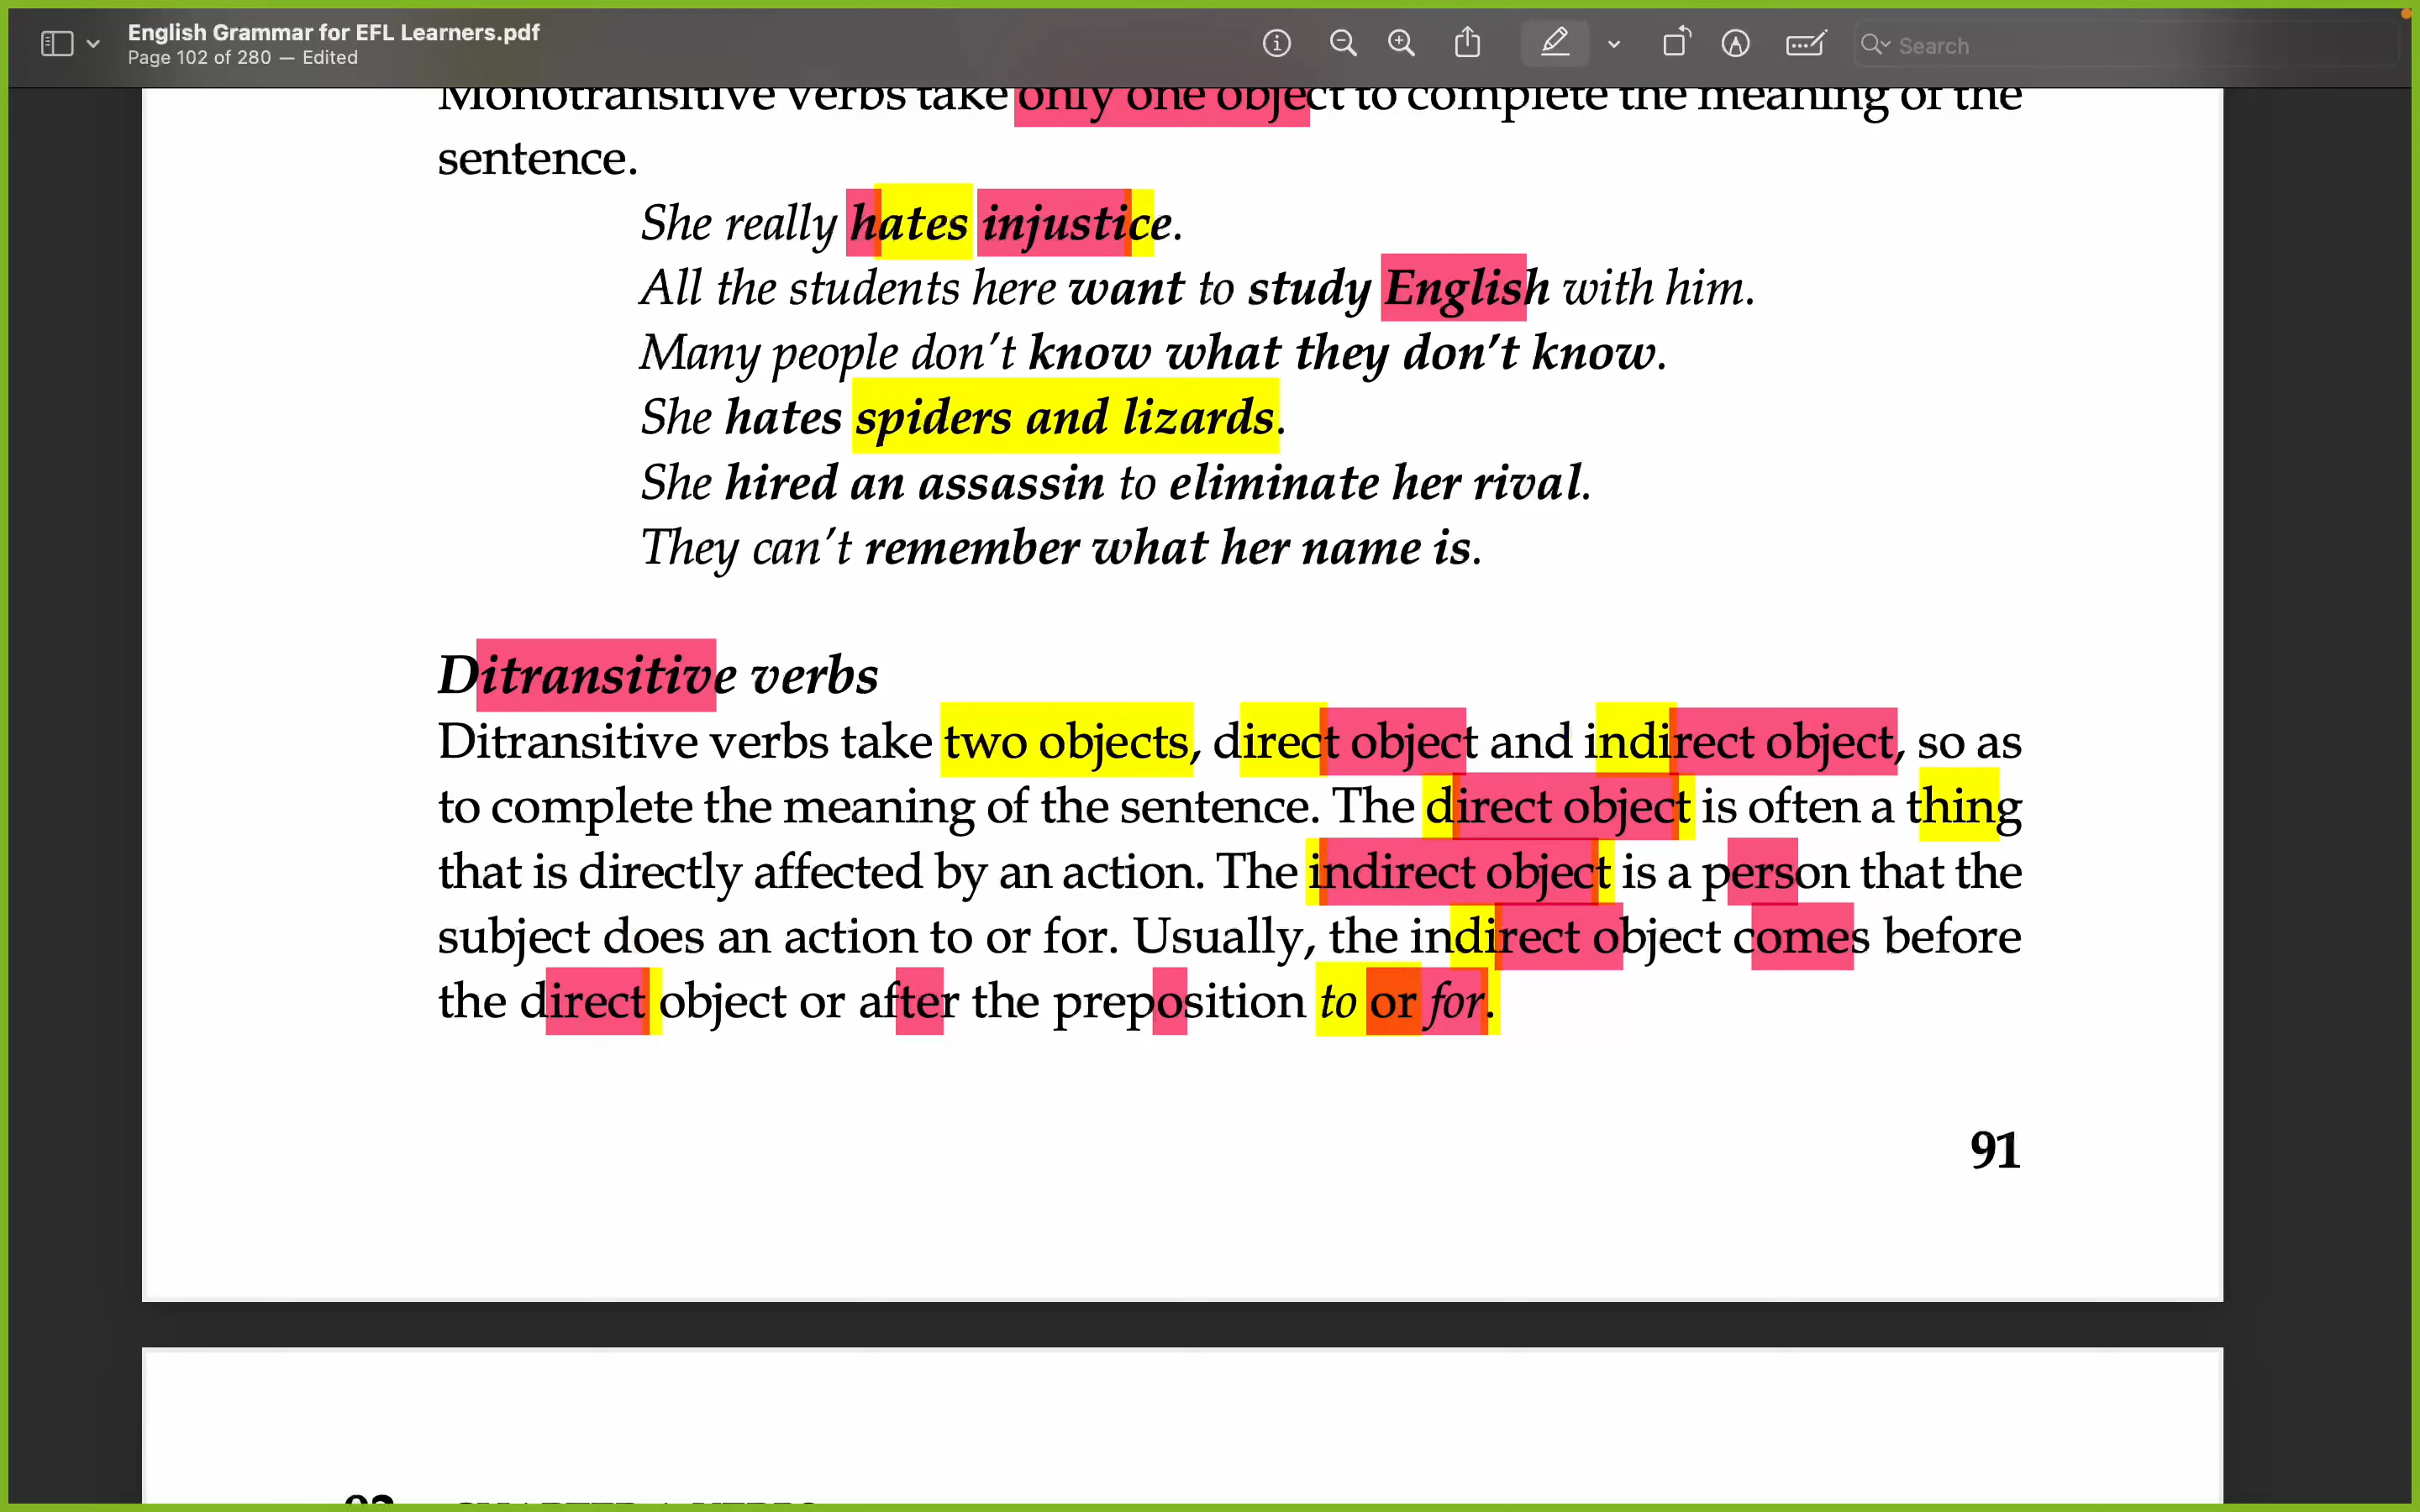 English Grammar for EFL Learners.pdf
Page 102 of 280 — Edited
Search
Monotransitive verbs take only one object to complete the meaning of the
sentence.
She really hates injustice.
All the students here want to study English with him.
Many people don't know what they don't know.
She hates spiders and lizards.
She hired an assassin to eliminate her rival.
They can't remember what her name is.
Ditransitive verbs
Ditransitive verbs take two objects, direct object and indirect object, so as
to complete the meaning of the sentence. The direct object is often a thing
that is directly affected by an action. The indirect object is a person that the
subject does an action to or for. Usually, the indirect object comes before
the direct object or after the preposition to or for.
91